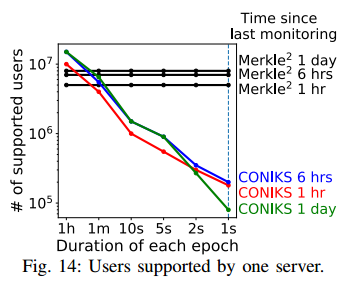 Time since
last monitoring
# of supported users
10⁷
10⁶
10⁵
Merkle² 1 day
Merkle² 6 hrs
Merkle² 1 hr
CONIKS 6 hrs
CONIKS 1 hr
CONIKS 1 day
1h 1m 10s 5s 2s 1s
Duration of each epoch
Fig. 14: Users supported by one server.